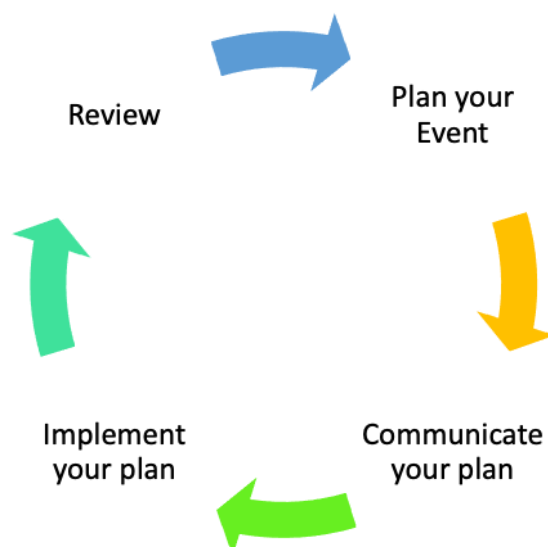 Review
Plan your
Event
Implement
your plan
Communicate
your plan